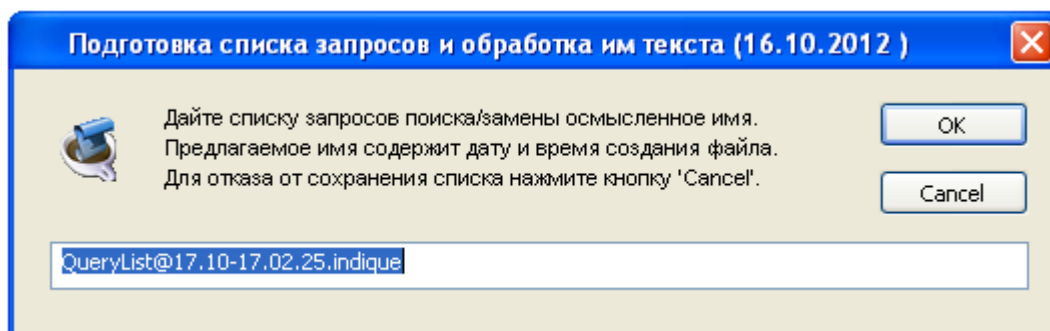 Подготовка списка запросов и обработка им текста (16.10.2012 )
Дайте списку запросов поиска/замены осмысленное имя.
Предлагаемое имя содержит дату и время создания файла.
Для отказа от сохранения списка нажмите кнопку 'Cancel'.
OK
Cancel
QueryList@17.10-17.02.25.indique